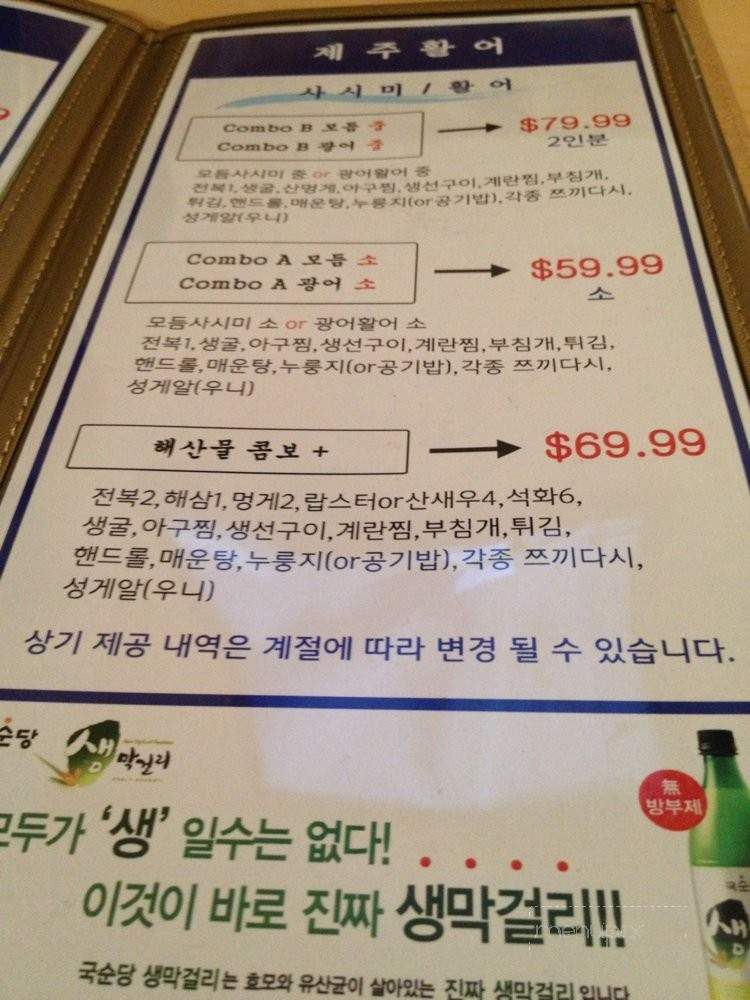 제주활어
사시미 / 활어
Combo B 모듬 중
Combo B 광어 중
$79.99
2인분
모듬사시미 중 or 광어활어 중
전복1,생굴,산멍게,아구찜,생선구이,계란찜,부침개,
튀김,핸드롤,매운탕,누룽지(or공기밥),각종 쯔끼다시,
성게알(우니)
Combo A 모듬 소
Combo A 광어 소
$59.99
소
모듬사시미 소 or 광어활어 소
전복1,생굴,아구찜,생선구이,계란찜,부침개,튀김,
핸드롤,매운탕,누룽지(or공기밥),각종 쯔끼다시,
성게알(우니)
해산물 콤보 +
$69.99
전복2,해삼1,멍게2,랍스터or산새우4,석화6,
생굴,아구찜,생선구이,계란찜,부침개,튀김,
핸드롤,매운탕,누룽지(or공기밥),각종 쯔끼다시,
성게알(우니)
상기 제공 내역은 계절에 따라 변경 될 수 있습니다.
순당
생막걸리
無
방부제
모두가 '생' 일수는 없다!
이것이 바로 진짜 생막걸리!!!
국순당
생
국순당 생막걸리는 효모와 유산균이 살아있는 진짜 생막걸리입니다